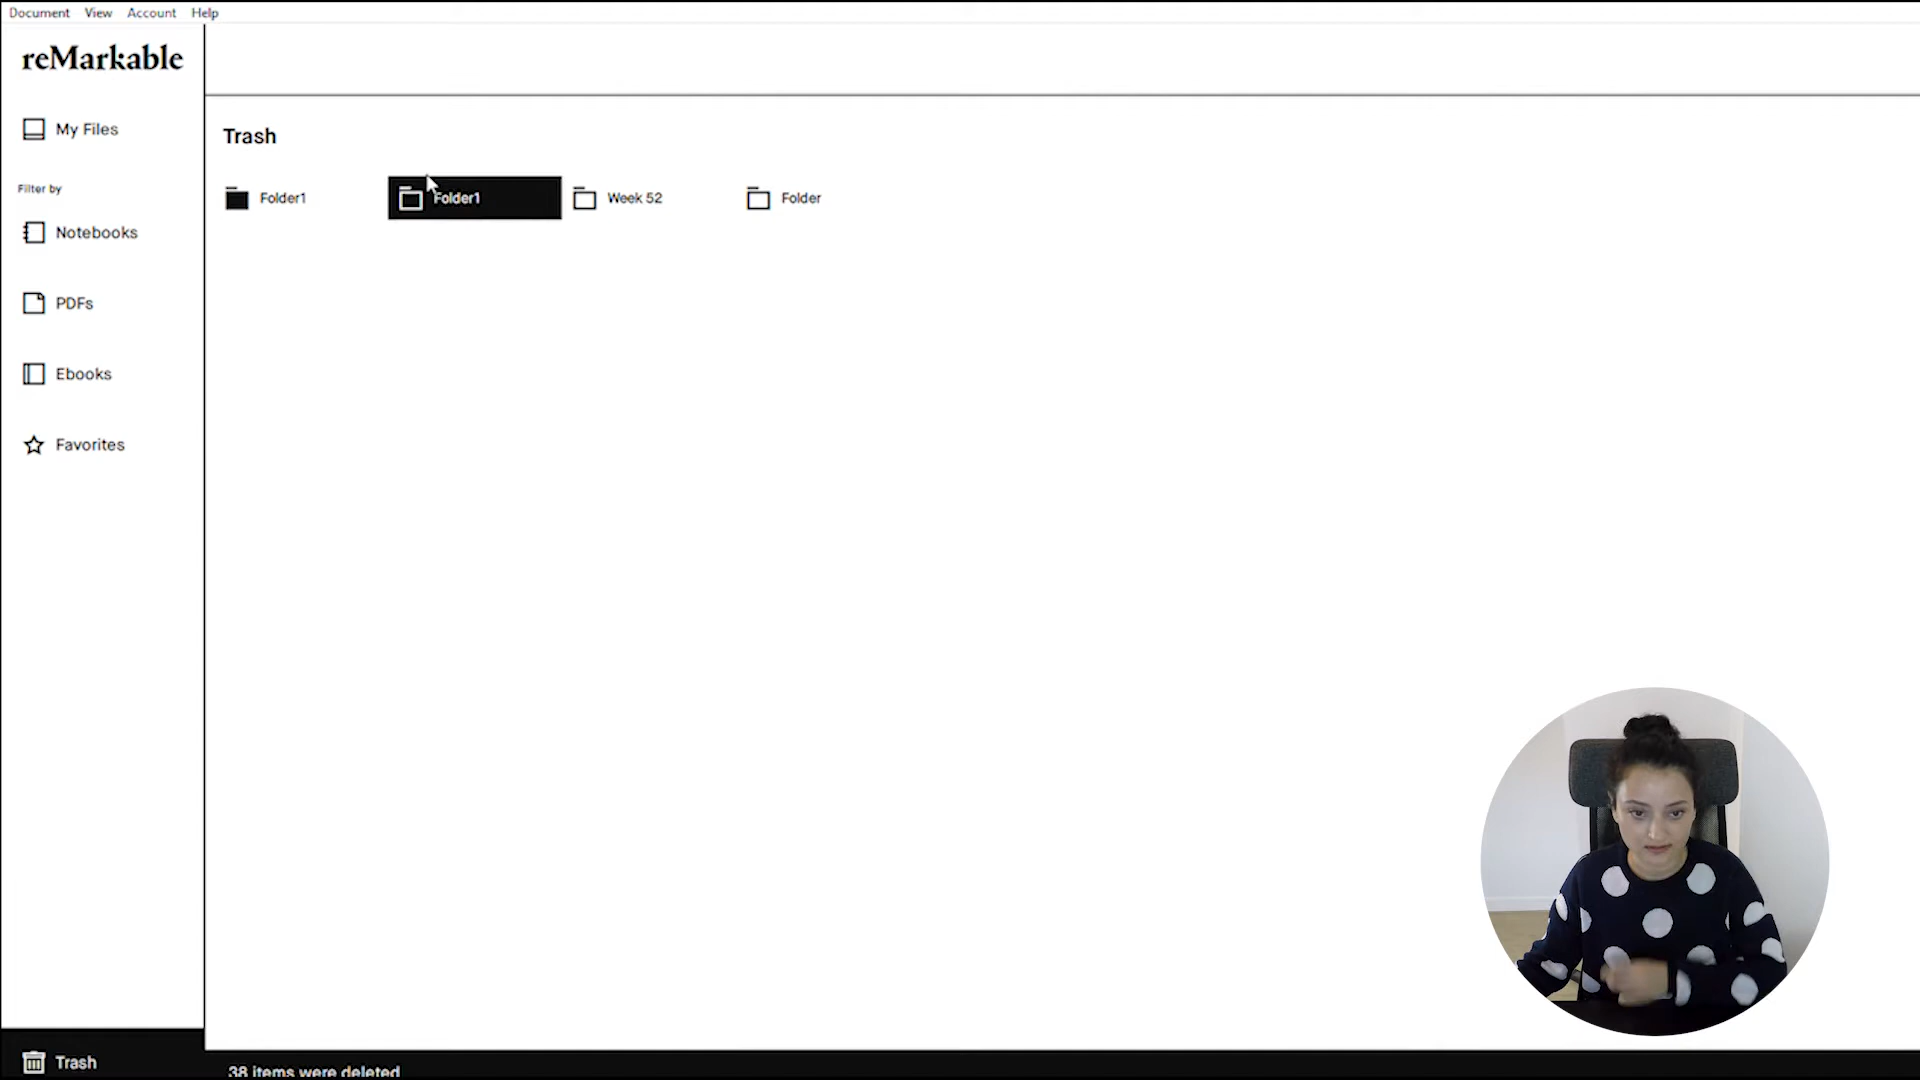 Document View Account Help
reMarkable
My Files
Filter by
Notebooks
PDFs
Ebooks
Favorites
Trash
Trash
Folder1 Folder1 Week 52 Folder
38 items were deleted